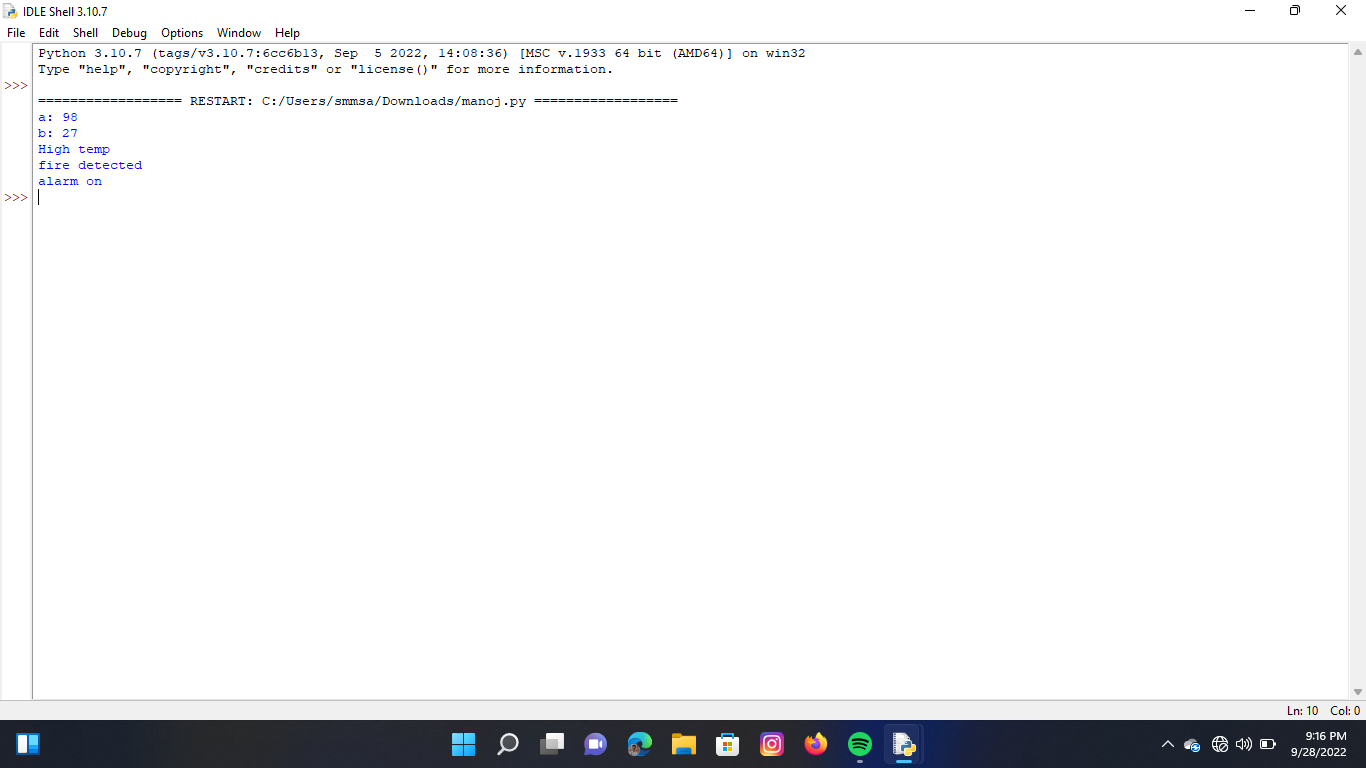 IDLE Shell 3.10.7
File Edit Shell Debug Options Window Help
Python 3.10.7 (tags/v3.10.7:6cc6b13, Sep  5 2022, 14:08:36) [MSC v.1933 64 bit (AMD64)] on win32
Type "help", "copyright", "credits" or "license()" for more information.
>>>
================== RESTART: C:/Users/smmsa/Downloads/manoj.py ==================
a: 98
b: 27
High temp
fire detected
alarm on
>>>
Ln: 10 Col: 0
9:16 PM
9/28/2022